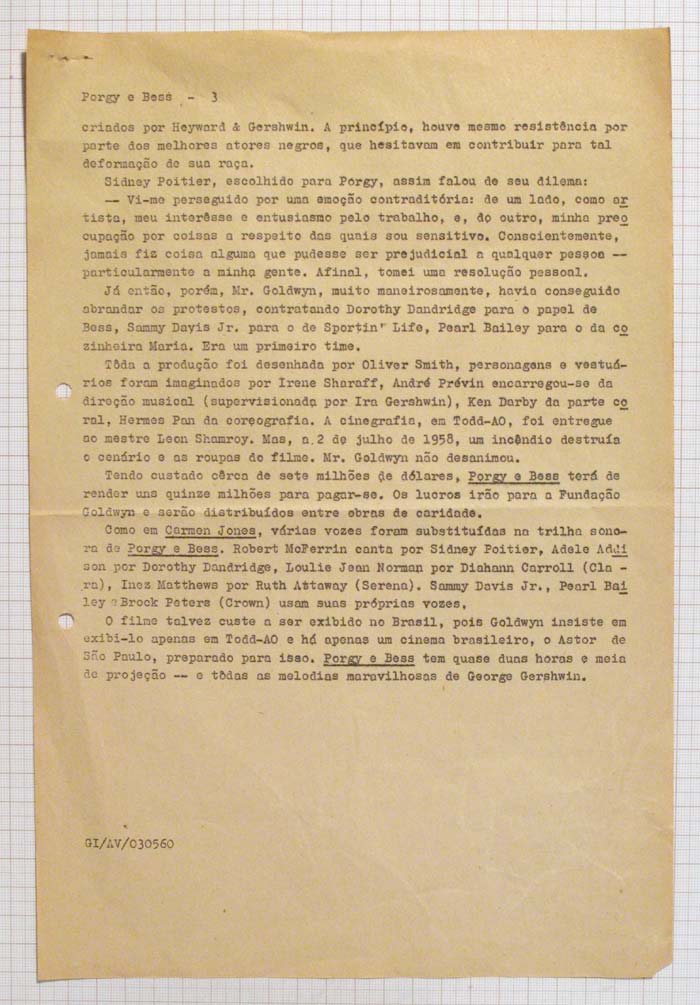 Porgy e Bess - 3
criados por Heyward & Gershwin. A princípio, houve mesmo resistência por
parte dos melhores atores negros, que hesitavam em contribuir para tal
deformação de sua raça.
Sidney Poitier, escolhido para Porgy, assim falou de seu dilema:
-- Vi-me perseguido por uma emoção contraditória: de um lado, como ar
tista, meu interêsse e entusiasmo pelo trabalho, e, do outro, minha preo
cupação por coisas a respeito das quais sou sensitivo. Conscientemente,
jamais fiz coisa alguma que pudesse ser prejudicial a qualquer pessoa --
particularmente a minha gente. Afinal, tomei uma resolução pessoal.
Já então, porém, Mr. Goldwyn, muito maneirosamente, havia conseguido
abrandar os protestos, contratando Dorothy Dandridge para o papel de
Bess, Sammy Davis Jr. para o de Sportin' Life, Pearl Bailey para o da co
zinheira Maria. Era um primeiro time.
Tôda a produção foi desenhada por Oliver Smith, personagens e vestuá-
rios foram imaginados por Irene Sharaff, André Prévin encarregou-se da
direção musical (supervisionada por Ira Gershwin), Ken Darby da parte co
ral, Hermes Pan da coreografia. A cinegrafia, em Todd-AO, foi entregue
ao mestre Leon Shamroy. Mas, a 2 de julho de 1958, um incêndio destruía
o cenário e as roupas do filme. Mr. Goldwyn não desanimou.
Tendo custado cêrca de sete milhões de dólares, Porgy e Bess terá de
render uns quinze milhões para pagar-se. Os lucros irão para a Fundação
Goldwyn e serão distribuídos entre obras de caridade.
Como em Carmen Jones, várias vozes foram substituídas na trilha sono-
ra de Porgy e Bess. Robert McFerrin canta por Sidney Poitier, Adele Addi
son por Dorothy Dandridge, Loulie Jean Norman por Diahann Carroll (Cla -
ra), Inez Matthews por Ruth Attaway (Serena). Sammy Davis Jr., Pearl Bai
ley e Brock Peters (Crown) usam suas próprias vozes.
O filme talvez custe a ser exibido no Brasil, pois Goldwyn insiste em
exibi-lo apenas em Todd-AO e há apenas um cinema brasileiro, o Astor de
São Paulo, preparado para isso. Porgy e Bess tem quase duas horas e meia
de projeção -- e tôdas as melodias maravilhosas de George Gershwin.
GI/AV/030560